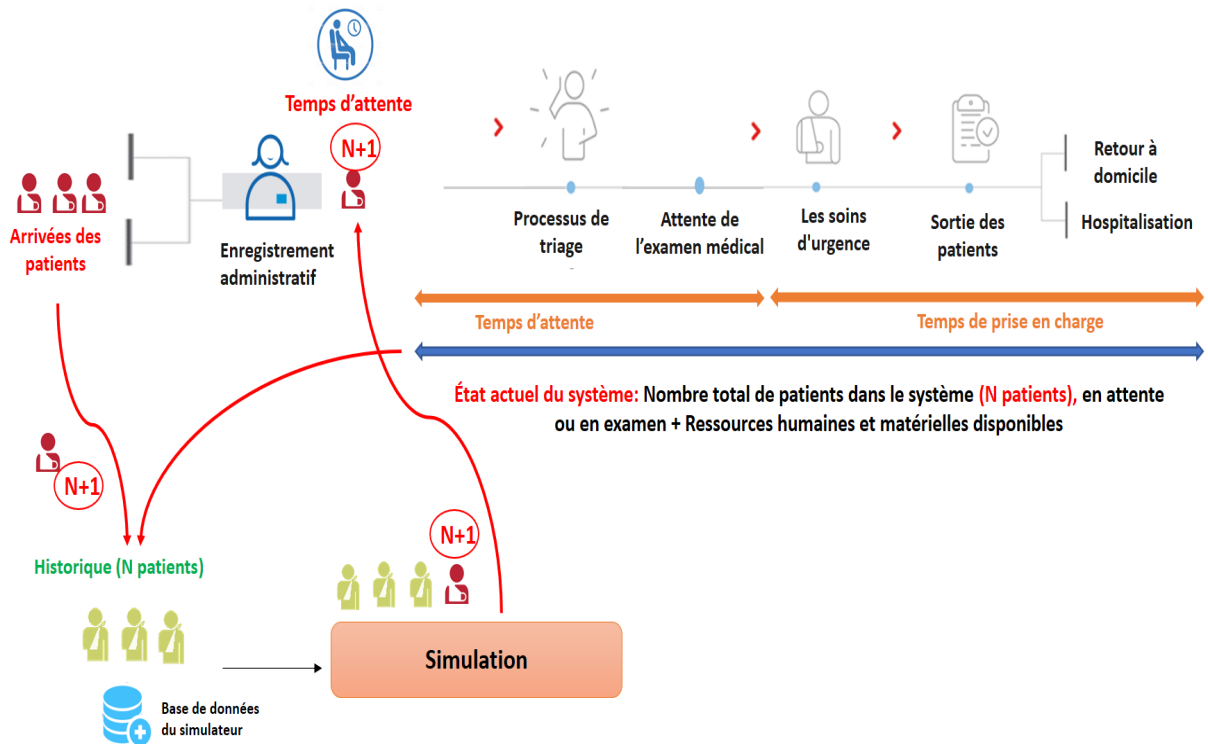 Temps d’attente
N+1
Arrivées des
patients
Enregistrement
administratif
Processus de
triage
Attente de
l’examen médical
Les soins
d'urgence
Sortie des
patients
Retour à
domicile
Hospitalisation
Temps d’attente
Temps de prise en charge
État actuel du système: Nombre total de patients dans le système (N patients), en attente
ou en examen + Ressources humaines et matérielles disponibles
N+1
Historique (N patients)
N+1
Simulation
Base de données
du simulateur